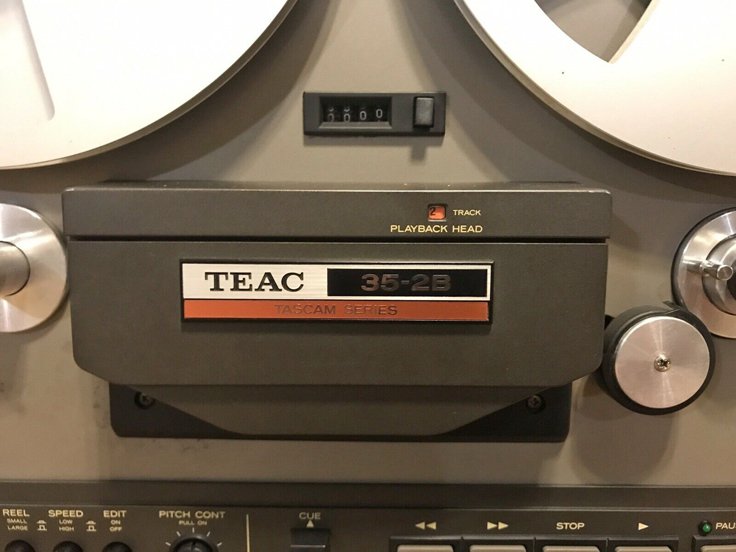 0000
2 TRACK
PLAYBACK HEAD
TEAC 35-2B
TASCAM SERIES
REEL SPEED EDIT PITCH CONT CUE
SMALL LOW ON PULL ON
LARGE HIGH OFF
◀◀ ▶▶ STOP ▶